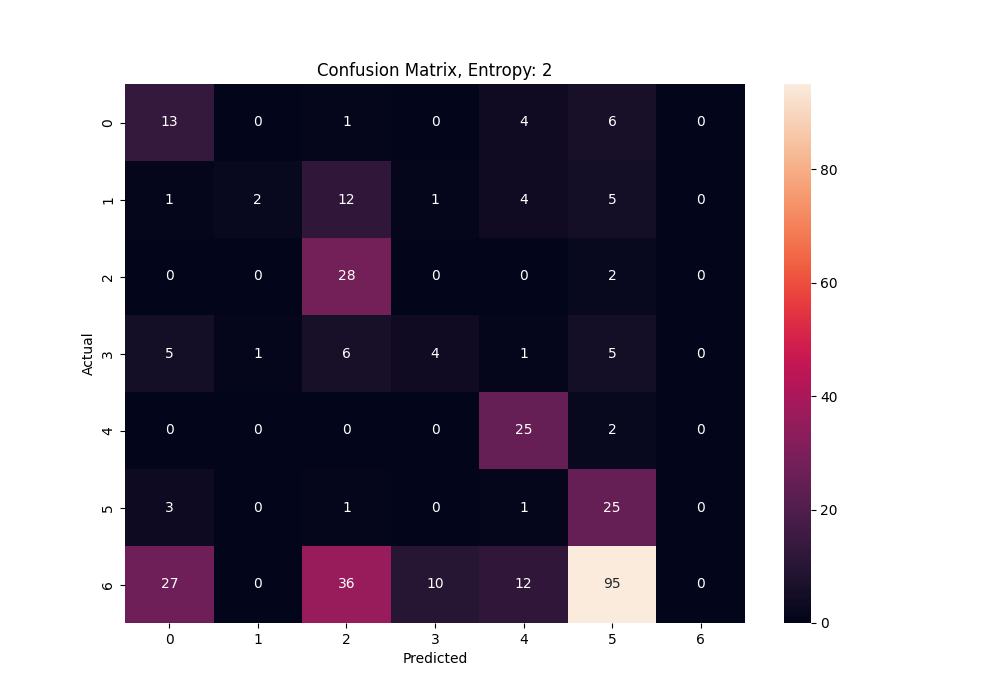 Confusion Matrix, Entropy: 2
0 13 0 1 0 4 6 0
1 1 2 12 1 4 5 0
2 0 0 28 0 0 2 0
3 5 1 6 4 1 5 0
4 0 0 0 0 25 2 0
5 3 0 1 0 1 25 0
6 27 0 36 10 12 95 0
0 1 2 3 4 5 6
Predicted
Actual
80
60
40
20
0